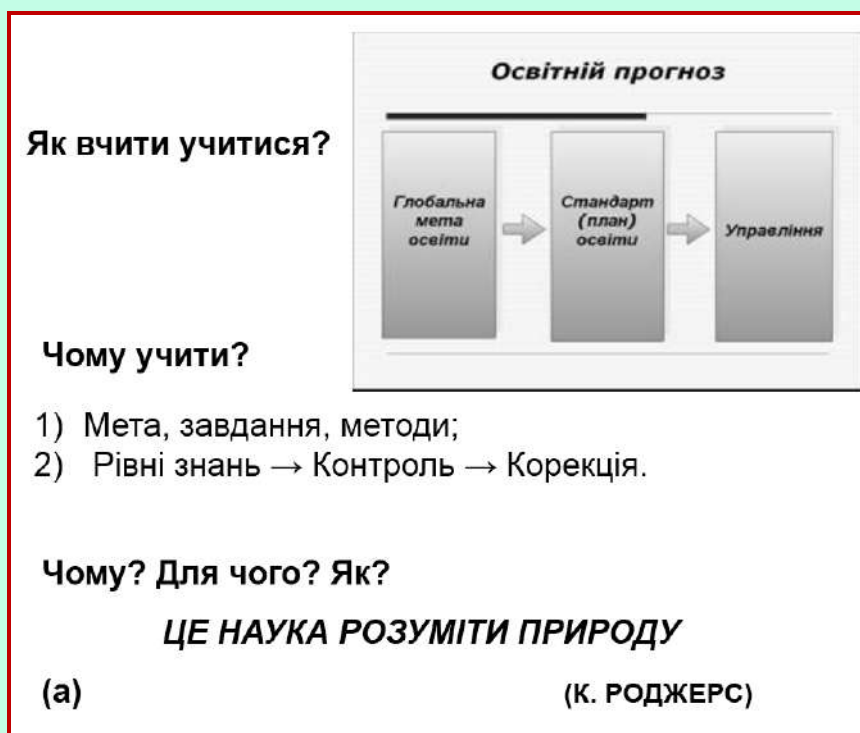 Освітній прогноз
Як вчити учитися?
Глобальна
мета
освіти
Стандарт
(план)
освіти
Управління
Чому учити?
1) Мета, завдання, методи;
2) Рівні знань → Контроль → Корекція.
Чому? Для чого? Як?
ЦЕ НАУКА РОЗУМІТИ ПРИРОДУ
(а) (К. РОДЖЕРС)